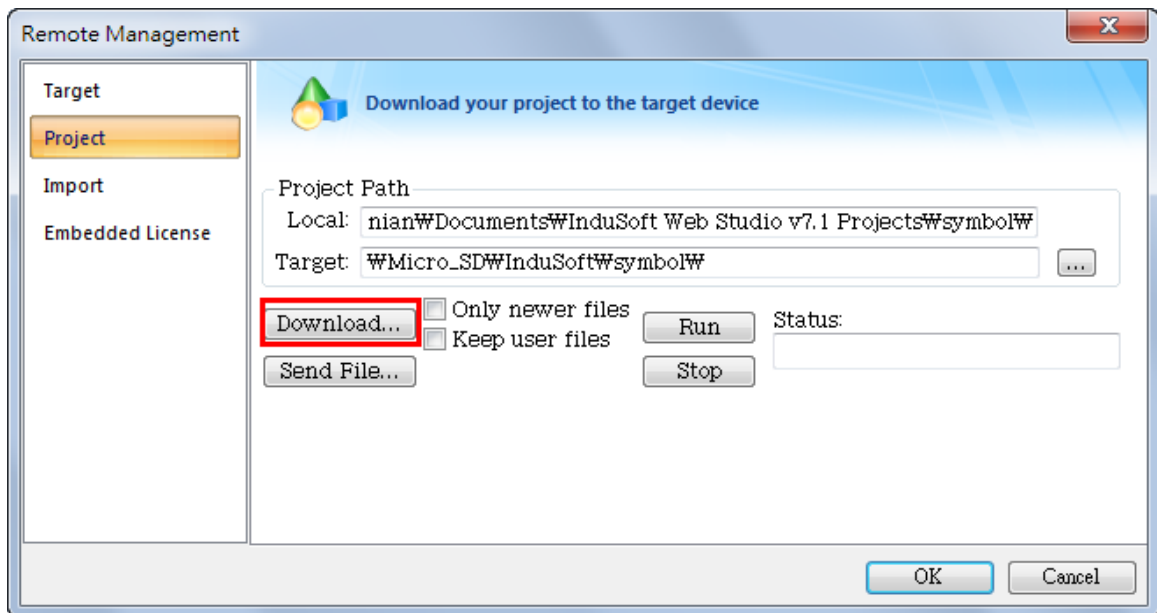 Remote Management
Target
Project
Import
Embedded License
Download your project to the target device
Project Path
Local: nian₩Documents₩InduSoft Web Studio v7.1 Projects₩symbol₩
Target: ₩Micro_SD₩InduSoft₩symbol₩ ...
Download... Only newer files Run Status:
Keep user files
Send File... Stop
OK Cancel